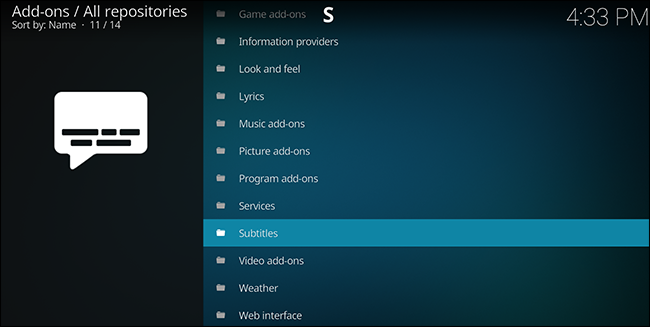 Add-ons / All repositories
Sort by: Name · 11 / 14
S
4:33 PM
Game add-ons
Information providers
Look and feel
Lyrics
Music add-ons
Picture add-ons
Program add-ons
Services
Subtitles
Video add-ons
Weather
Web interface